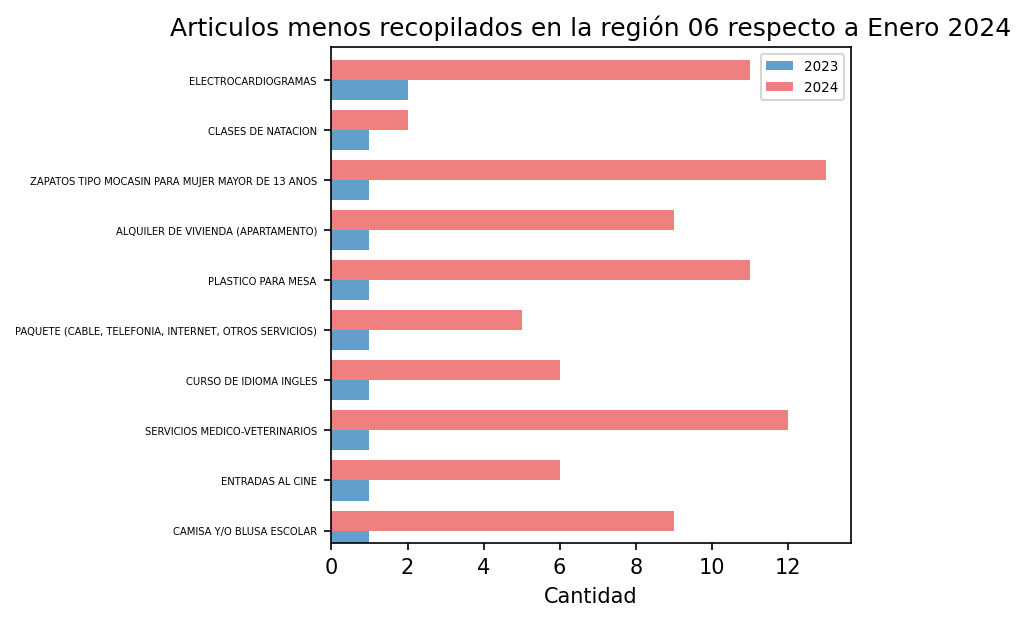 Articulos menos recopilados en la región 06 respecto a Enero 2024
2023
2024
ELECTROCARDIOGRAMAS
CLASES DE NATACION
ZAPATOS TIPO MOCASIN PARA MUJER MAYOR DE 13 ANOS
ALQUILER DE VIVIENDA (APARTAMENTO)
PLASTICO PARA MESA
PAQUETE (CABLE, TELEFONIA, INTERNET, OTROS SERVICIOS)
CURSO DE IDIOMA INGLES
SERVICIOS MEDICO-VETERINARIOS
ENTRADAS AL CINE
CAMISA Y/O BLUSA ESCOLAR
0 2 4 6 8 10 12
Cantidad